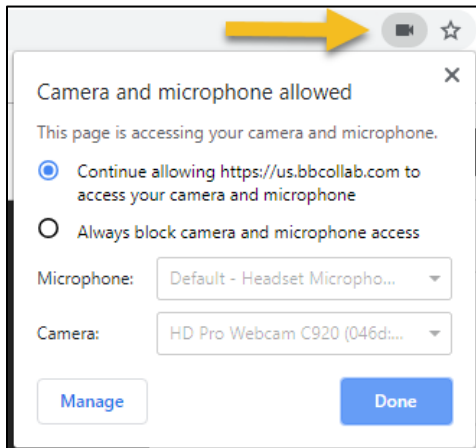 Camera and microphone allowed
This page is accessing your camera and microphone.
Continue allowing https://us.bbcollab.com to
access your camera and microphone
Always block camera and microphone access
Microphone: Default - Headset Micropho...
Camera: HD Pro Webcam C920 (046d:...
Manage Done